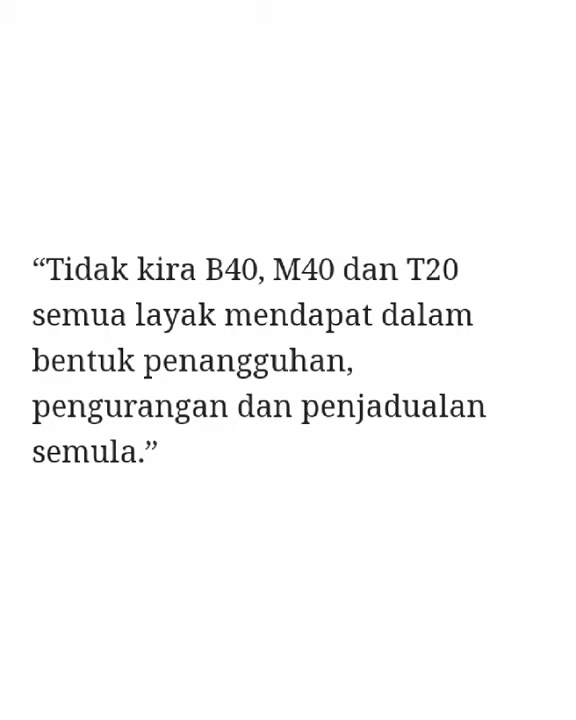 “Tidak kira B40, M40 dan T20
semua layak mendapat dalam
bentuk penangguhan,
pengurangan dan penjadualan
semula.”